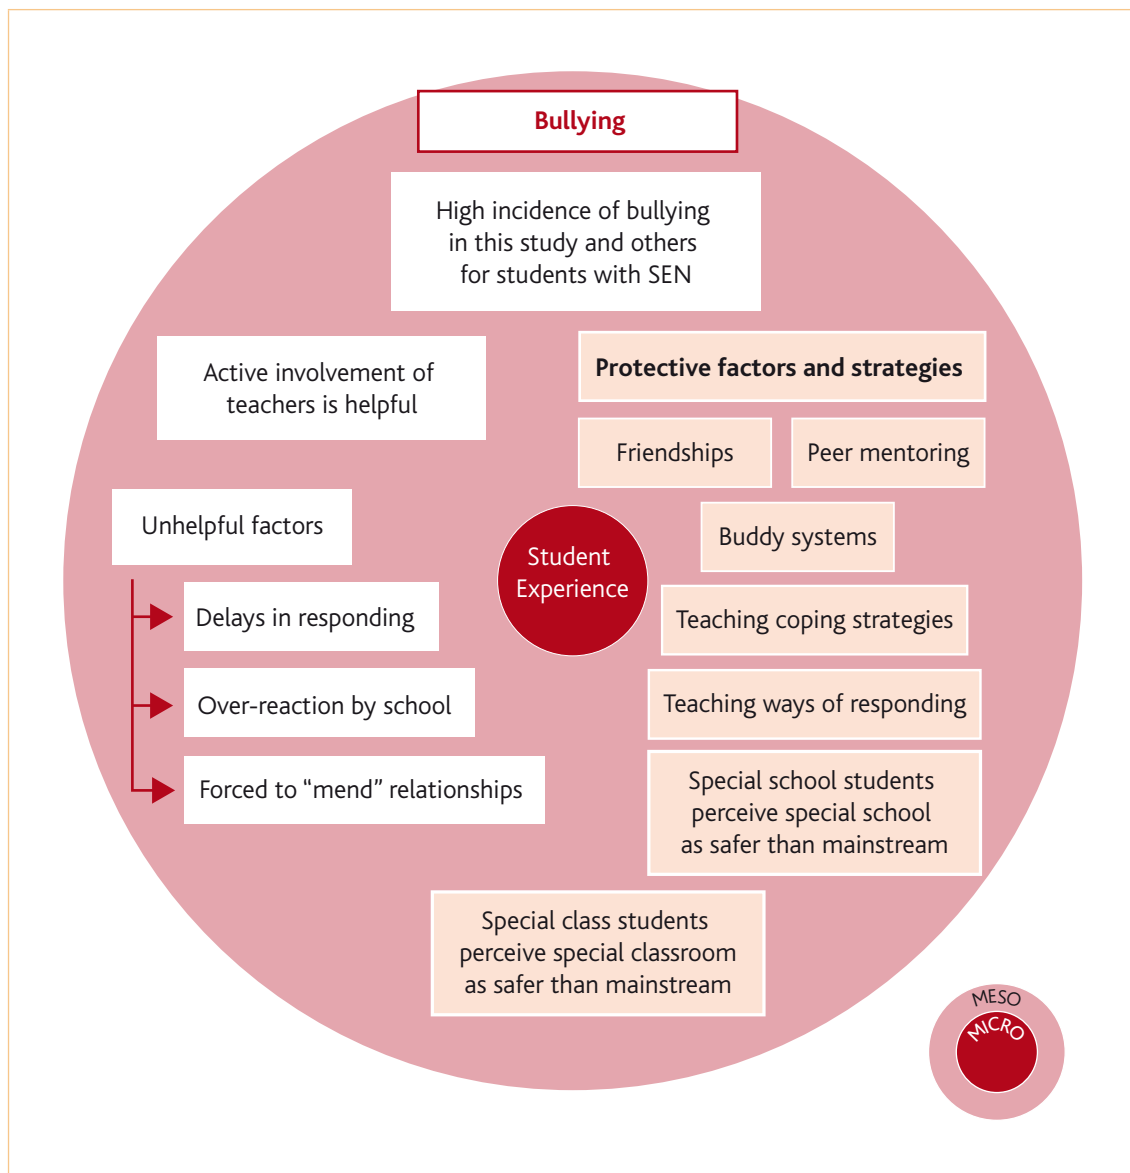 Bullying
High incidence of bullying
in this study and others
for students with SEN
Active involvement of
teachers is helpful
Unhelpful factors
Delays in responding
Over-reaction by school
Forced to “mend” relationships
Student
Experience
Protective factors and strategies
Friendships
Peer mentoring
Buddy systems
Teaching coping strategies
Teaching ways of responding
Special school students
perceive special school
as safer than mainstream
Special class students
perceive special classroom
as safer than mainstream
MESO
MICRO